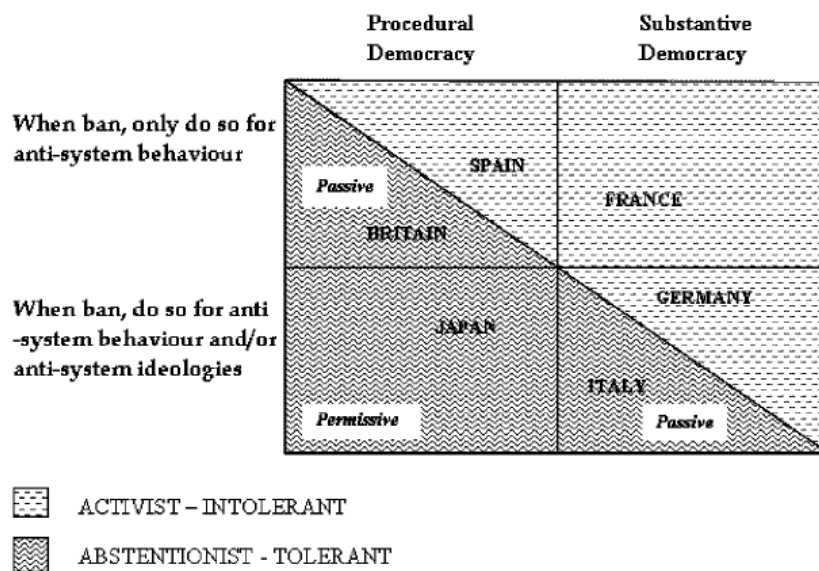 Procedural
Democracy
Substantive
Democracy
When ban, only do so for
anti-system behaviour
Passive
SPAIN
FRANCE
BRITAIN
When ban, do so for anti
-system behaviour and/or
anti-system ideologies
GERMANY
JAPAN
ITALY
Permissive
Passive
ACTIVIST – INTOLERANT
ABSTENTIONIST - TOLERANT